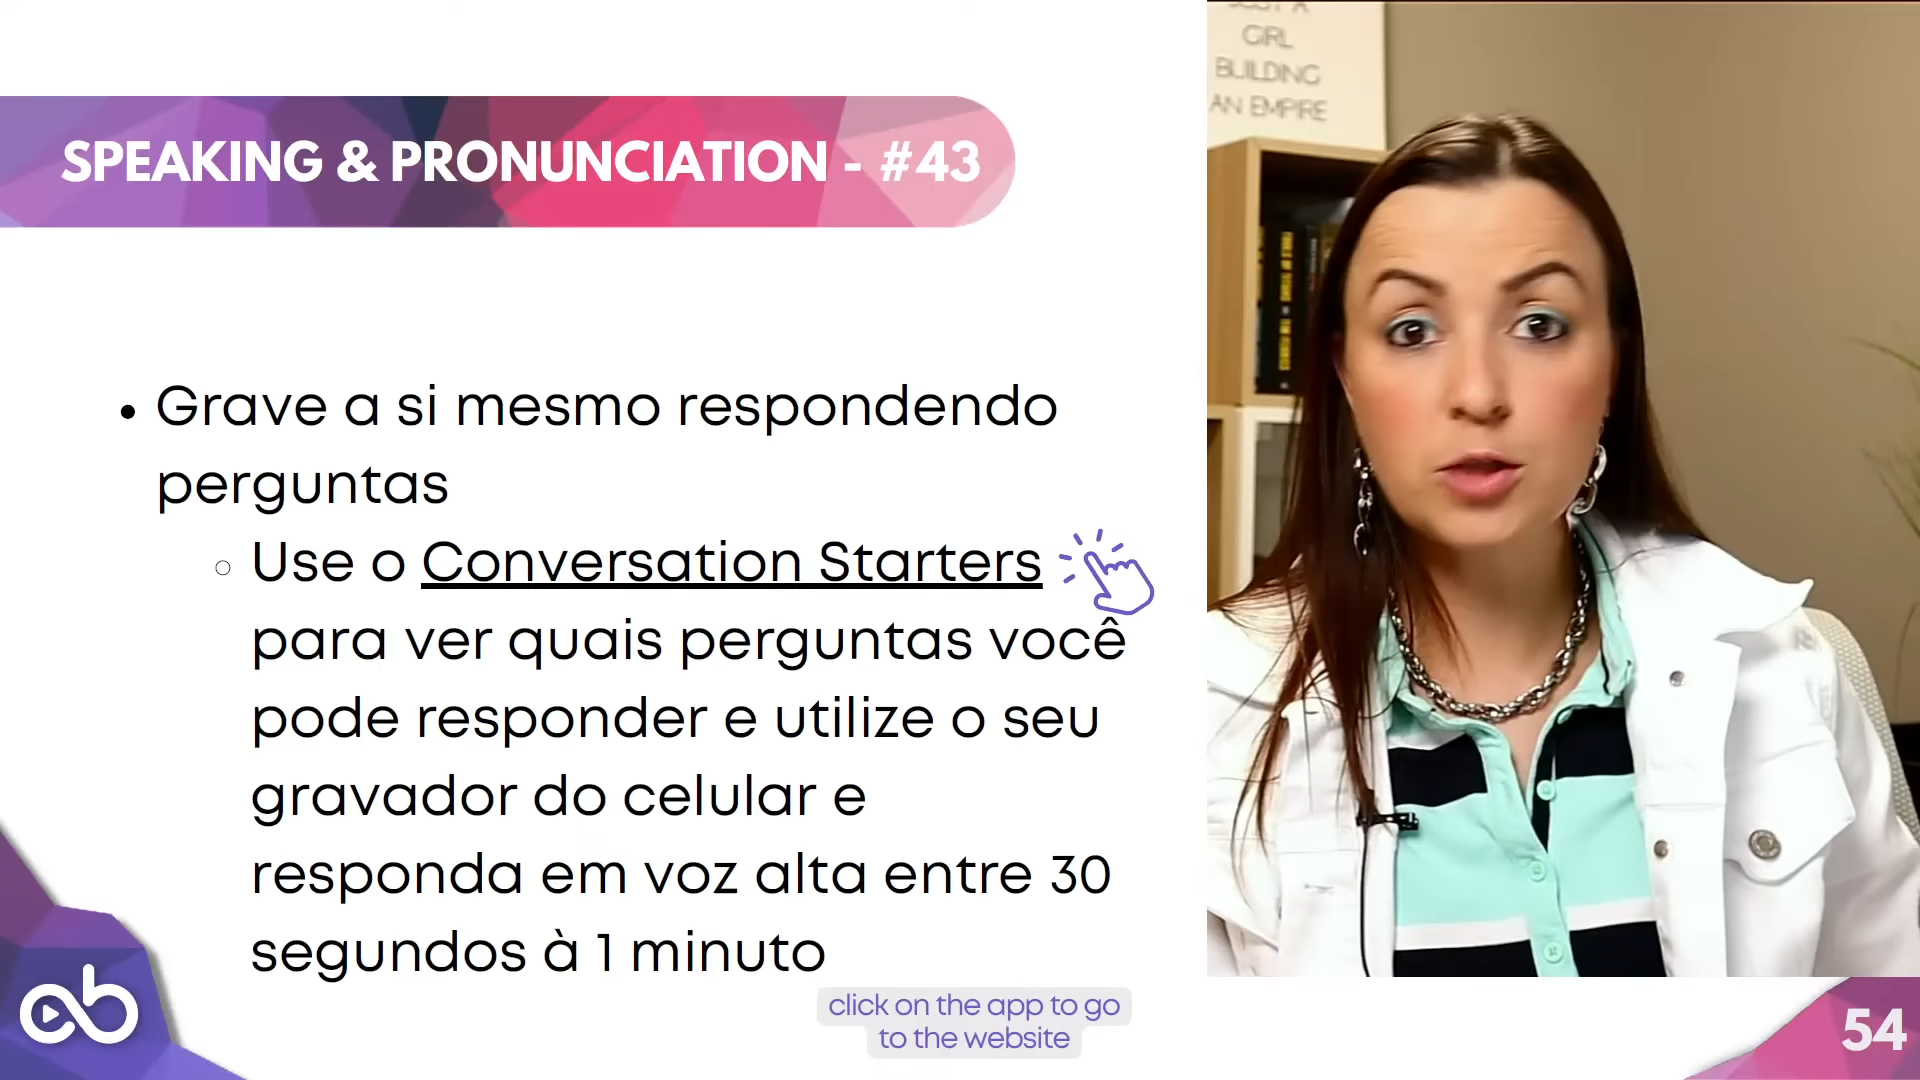 SPEAKING & PRONUNCIATION - #43
• Grave a si mesmo respondendo
perguntas
○ Use o Conversation Starters
para ver quais perguntas você
pode responder e utilize o seu
gravador do celular e
responda em voz alta entre 30
segundos à 1 minuto
click on the app to go
to the website
54
GIRL
BUILDING
AN EMPIRE